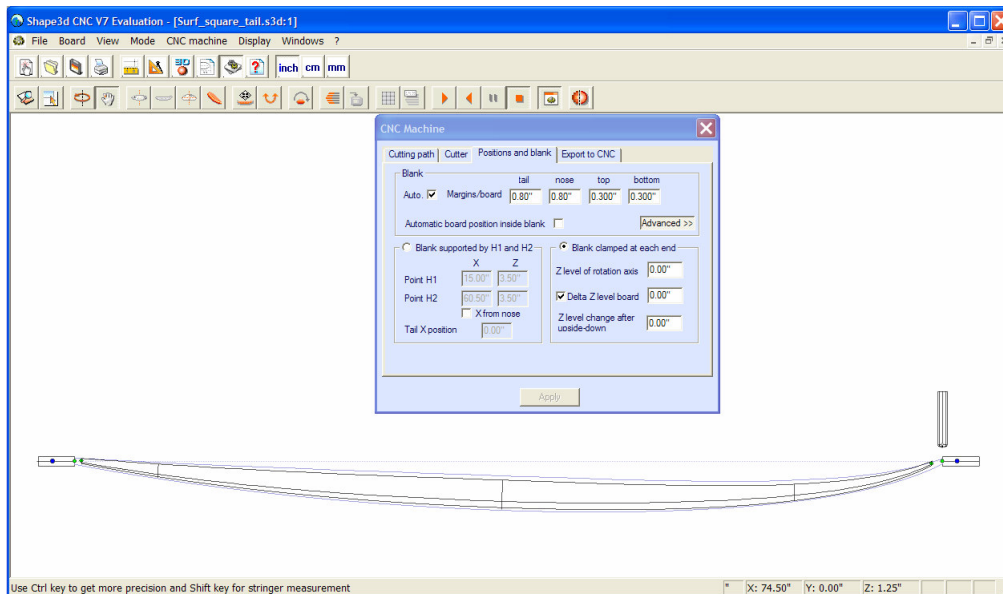 Shape3d CNC V7 Evaluation - [Surf_square_tail.s3d:1]
File Board View Mode CNC machine Display Windows ?
inch cm mm
CNC Machine
Cutting path Cutter Positions and blank Export to CNC
Blank
tail nose top bottom
Auto. Margins/board 0.80" 0.80" 0.300" 0.300"
Automatic board position inside blank Advanced >>
Blank supported by H1 and H2
X Z
Point H1 15.00" 3.50"
Point H2 60.50" 3.50"
X from nose
Tail X position 0.00"
Blank clamped at each end
Z level of rotation axis 0.00"
Delta Z level board 0.00"
Z level change after upside-down 0.00"
Apply
Use Ctrl key to get more precision and Shift key for stringer measurement " X: 74.50" Y: 0.00" Z: 1.25"